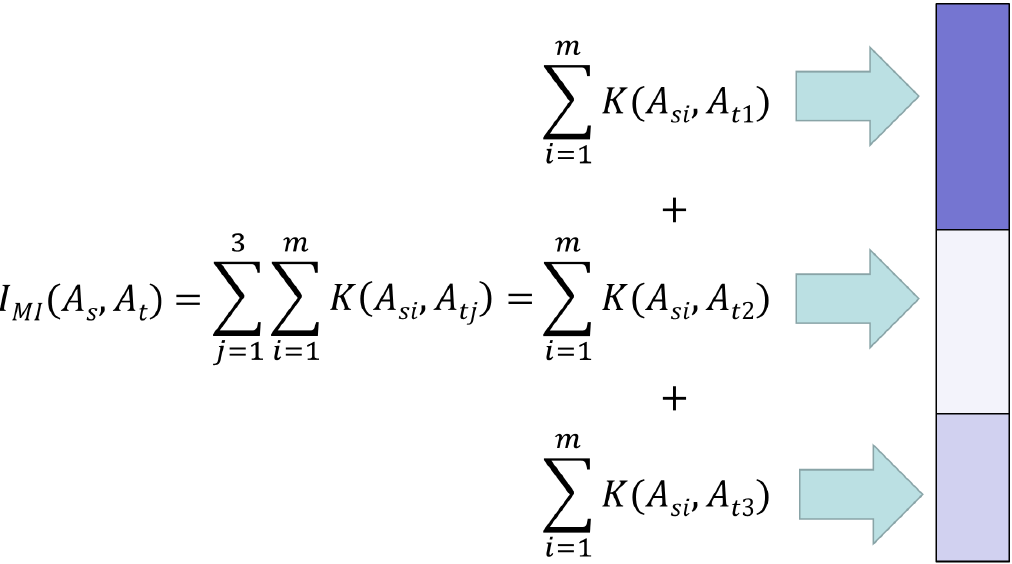 m
∑ K(A_{si}, A_{t1})
i=1
+
3 m m
I_{MI}(A_s, A_t) = ∑ ∑ K(A_{si}, A_{tj}) = ∑ K(A_{si}, A_{t2})
j=1 i=1 i=1
+
m
∑ K(A_{si}, A_{t3})
i=1